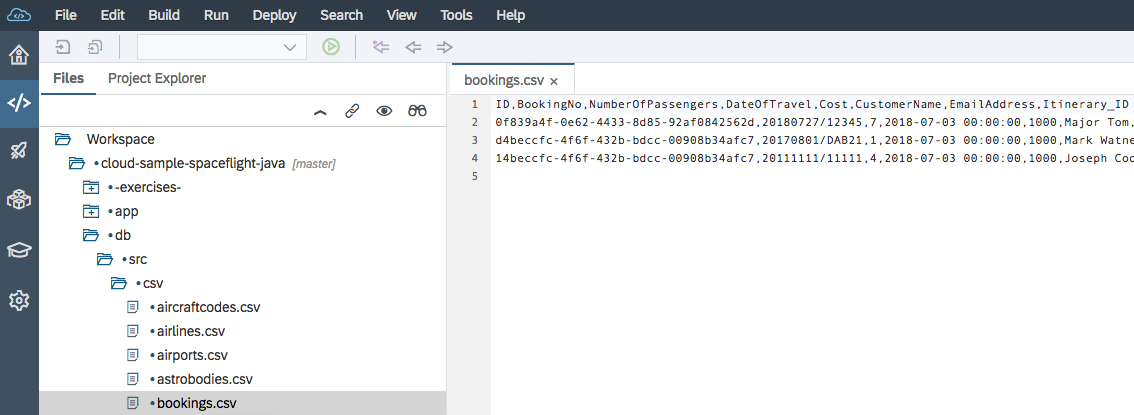 File Edit Build Run Deploy Search View Tools Help
Files Project Explorer
bookings.csv ×
Workspace
cloud-sample-spaceflight-java [master]
-exercises-
app
db
src
csv
aircraftcodes.csv
airlines.csv
airports.csv
astrobodies.csv
bookings.csv
1 ID,BookingNo,NumberOfPassengers,DateOfTravel,Cost,CustomerName,EmailAddress,Itinerary_ID
2 0f839a4f-0e62-4433-8d85-92af0842562d,20180727/12345,7,2018-07-03 00:00:00,1000,Major Tom,
3 d4beccfc-4f6f-432b-bdcc-00908b34afc7,20170801/DAB21,1,2018-07-03 00:00:00,1000,Mark Watne
4 14beccfc-4f6f-432b-bdcc-00908b34afc7,20111111/11111,4,2018-07-03 00:00:00,1000,Joseph Coo
5